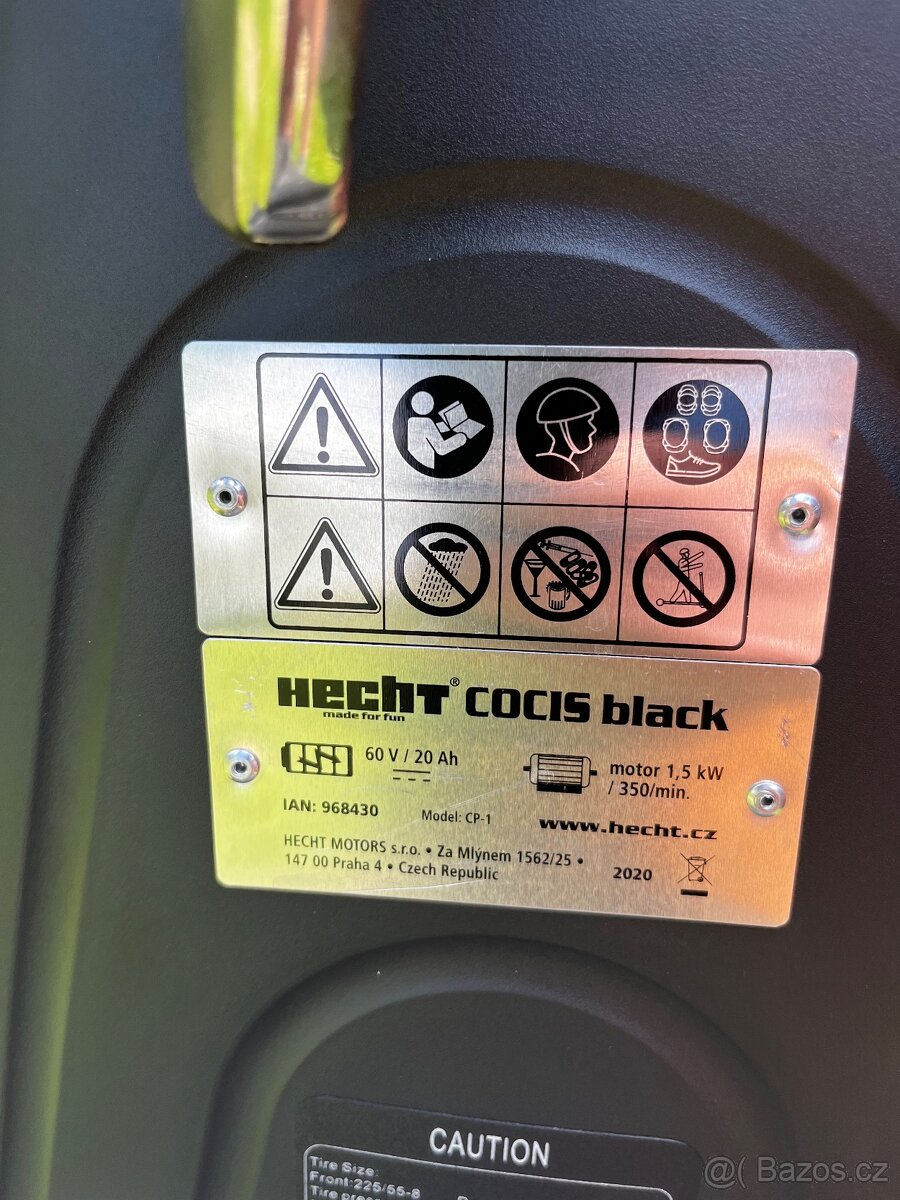 HECHT® COCIS black
made for fun
60 V / 20 Ah
motor 1,5 kW
/ 350/min.
IAN: 968430
Model: CP-1
www.hecht.cz
HECHT MOTORS s.r.o. • Za Mlýnem 1562/25 •
147 00 Praha 4 • Czech Republic
2020
CAUTION
Tire Size:
Front:225/55-8
Tire
@( Bazos.cz